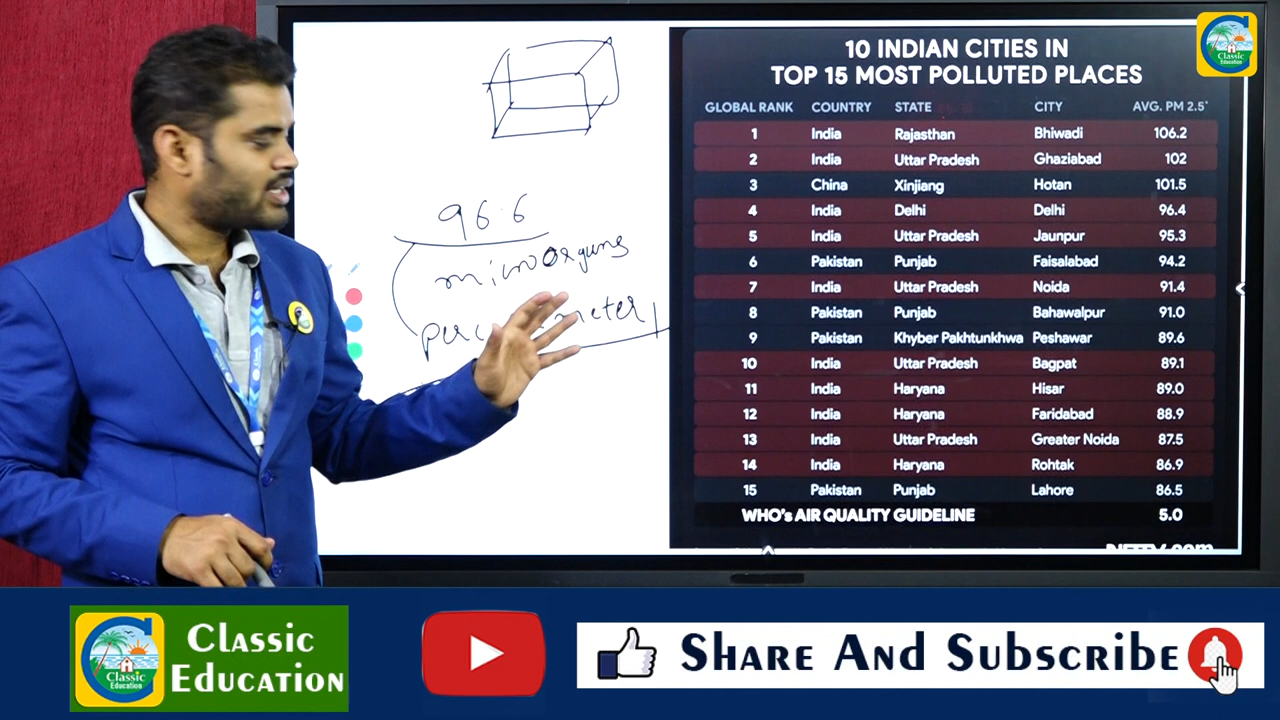 96.6
microorguns
per meter
10 INDIAN CITIES IN
TOP 15 MOST POLLUTED PLACES
GLOBAL RANK COUNTRY STATE CITY AVG. PM 2.5*
1 India Rajasthan Bhiwadi 106.2
2 India Uttar Pradesh Ghaziabad 102
3 China Xinjiang Hotan 101.5
4 India Delhi Delhi 96.4
5 India Uttar Pradesh Jaunpur 95.3
6 Pakistan Punjab Faisalabad 94.2
7 India Uttar Pradesh Noida 91.4
8 Pakistan Punjab Bahawalpur 91.0
9 Pakistan Khyber Pakhtunkhwa Peshawar 89.6
10 India Uttar Pradesh Bagpat 89.1
11 India Haryana Hisar 89.0
12 India Haryana Faridabad 88.9
13 India Uttar Pradesh Greater Noida 87.5
14 India Haryana Rohtak 86.9
15 Pakistan Punjab Lahore 86.5
WHO's AIR QUALITY GUIDELINE 5.0
Classic
Education
Classic
Education
Classic
Education
Share And Subscribe